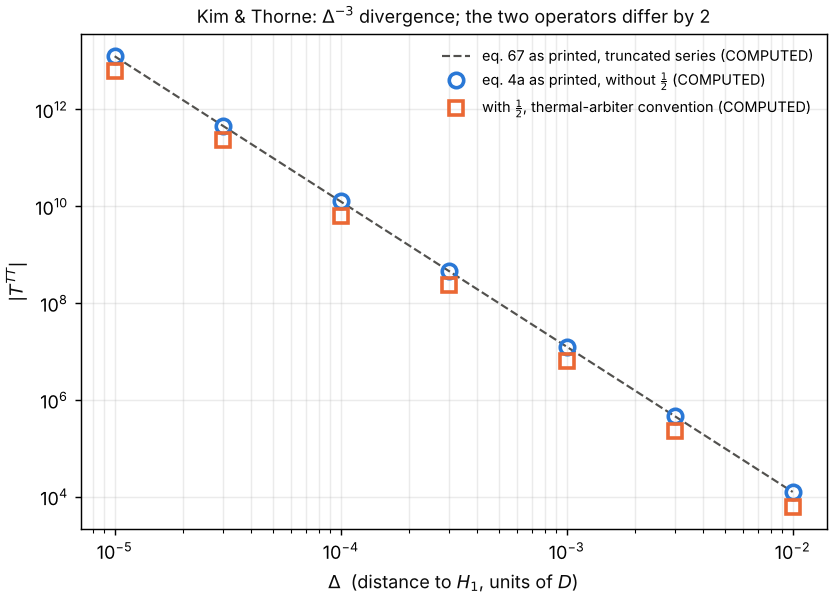 Kim & Thorne: Δ⁻³ divergence; the two operators differ by 2
eq. 67 as printed, truncated series (COMPUTED)
eq. 4a as printed, without ½ (COMPUTED)
with ½, thermal-arbiter convention (COMPUTED)
|T^{TT}|
10¹²
10¹⁰
10⁸
10⁶
10⁴
10⁻⁵ 10⁻⁴ 10⁻³ 10⁻²
Δ (distance to H₁, units of D)